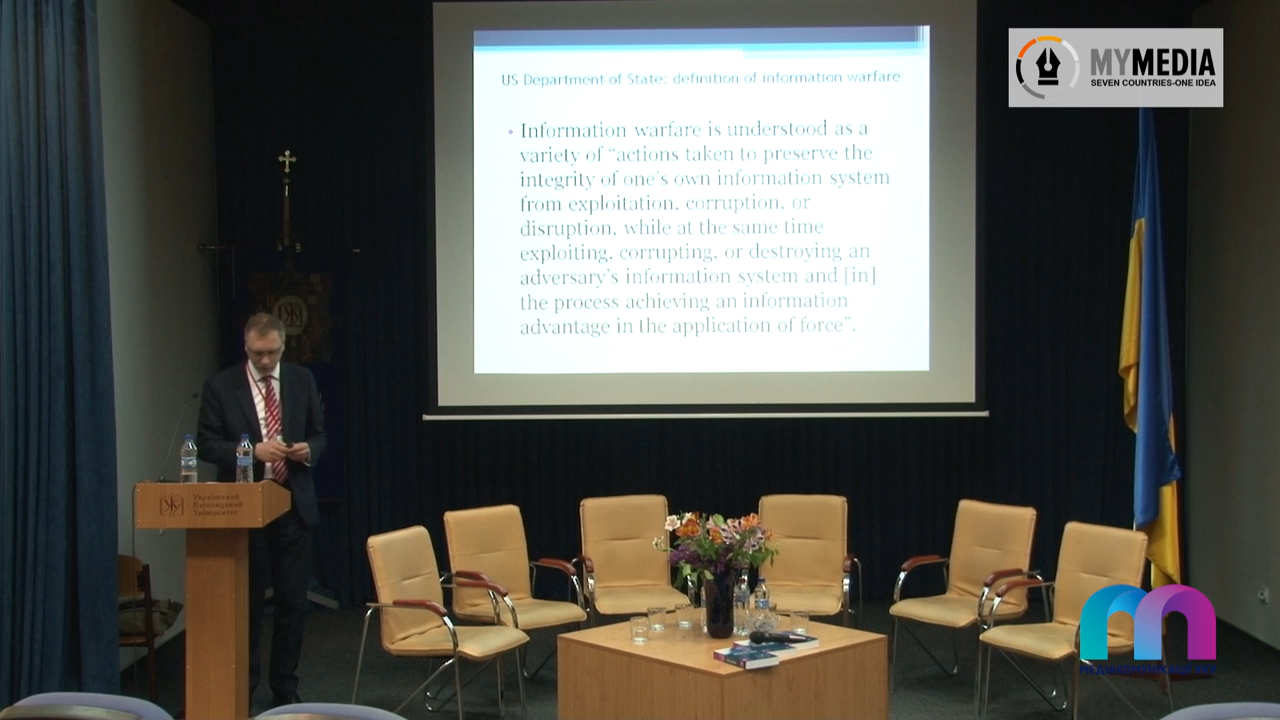 MYMEDIA
SEVEN COUNTRIES-ONE IDEA
US Department of State: definition of information warfare
• Information warfare is understood as a
variety of “actions taken to preserve the
integrity of one's own information system
from exploitation, corruption, or
disruption, while at the same time
exploiting, corrupting, or destroying an
adversary's information system and [in]
the process achieving an information
advantage in the application of force”.
Український
Католицький
Університет